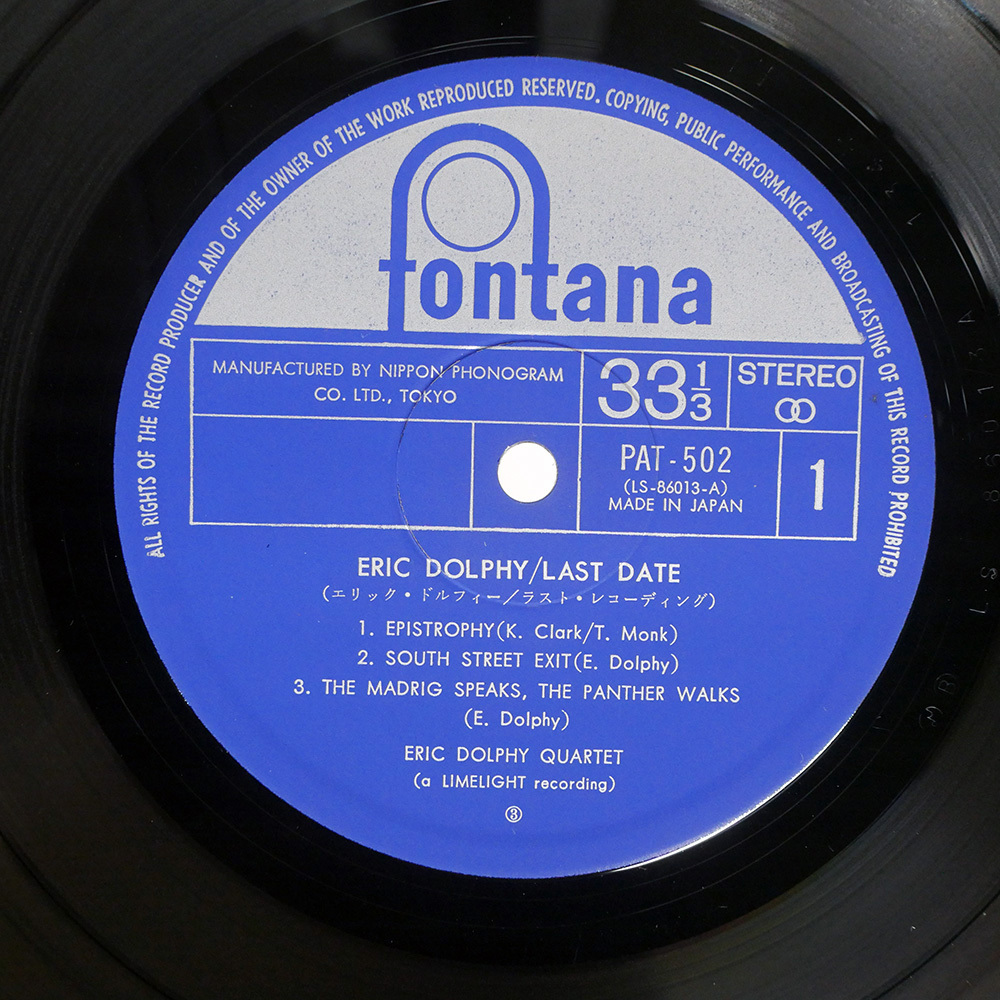 ALL RIGHTS OF THE RECORD PRODUCER AND OF THE OWNER OF THE WORK REPRODUCED RESERVED. COPYING, PUBLIC PERFORMANCE AND BROADCASTING OF THIS RECORD PROHIBITED
fontana
MANUFACTURED BY NIPPON PHONOGRAM
CO. LTD., TOKYO
33 1/3
STEREO
PAT-502
(LS-86013-A)
MADE IN JAPAN
1
ERIC DOLPHY/LAST DATE
(エリック・ドルフィー/ラスト・レコーディング)
1. EPISTROPHY(K. Clark/T. Monk)
2. SOUTH STREET EXIT(E. Dolphy)
3. THE MADRIG SPEAKS, THE PANTHER WALKS
(E. Dolphy)
ERIC DOLPHY QUARTET
(a LIMELIGHT recording)
③
LS 86013 A